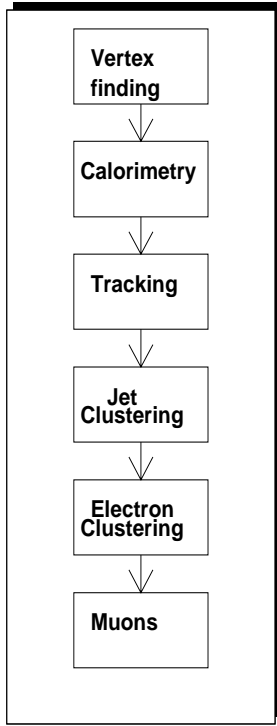 Vertex
finding
Calorimetry
Tracking
Jet
Clustering
Electron
Clustering
Muons